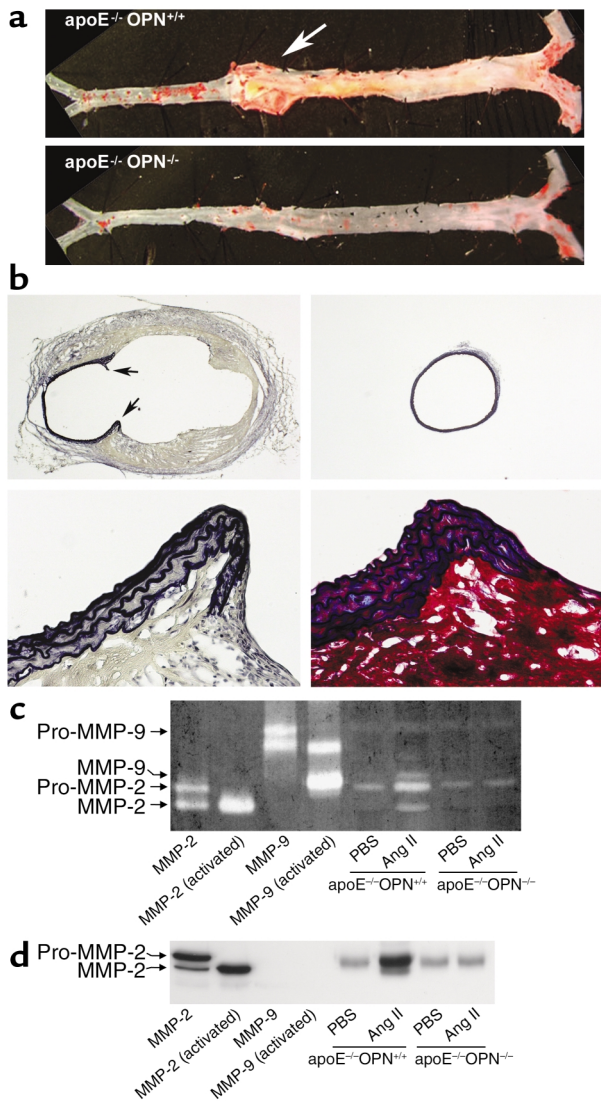 a
apoE-/- OPN+/+
apoE-/- OPN-/-
b
c
Pro-MMP-9
MMP-9
Pro-MMP-2
MMP-2
MMP-2
MMP-2 (activated)
MMP-9
MMP-9 (activated)
PBS
Ang II
PBS
Ang II
apoE–/–OPN+/+
apoE–/–OPN–/–
d
Pro-MMP-2
MMP-2
MMP-2
MMP-2 (activated)
MMP-9
MMP-9 (activated)
PBS
Ang II
PBS
Ang II
apoE–/–OPN+/+
apoE–/–OPN–/–